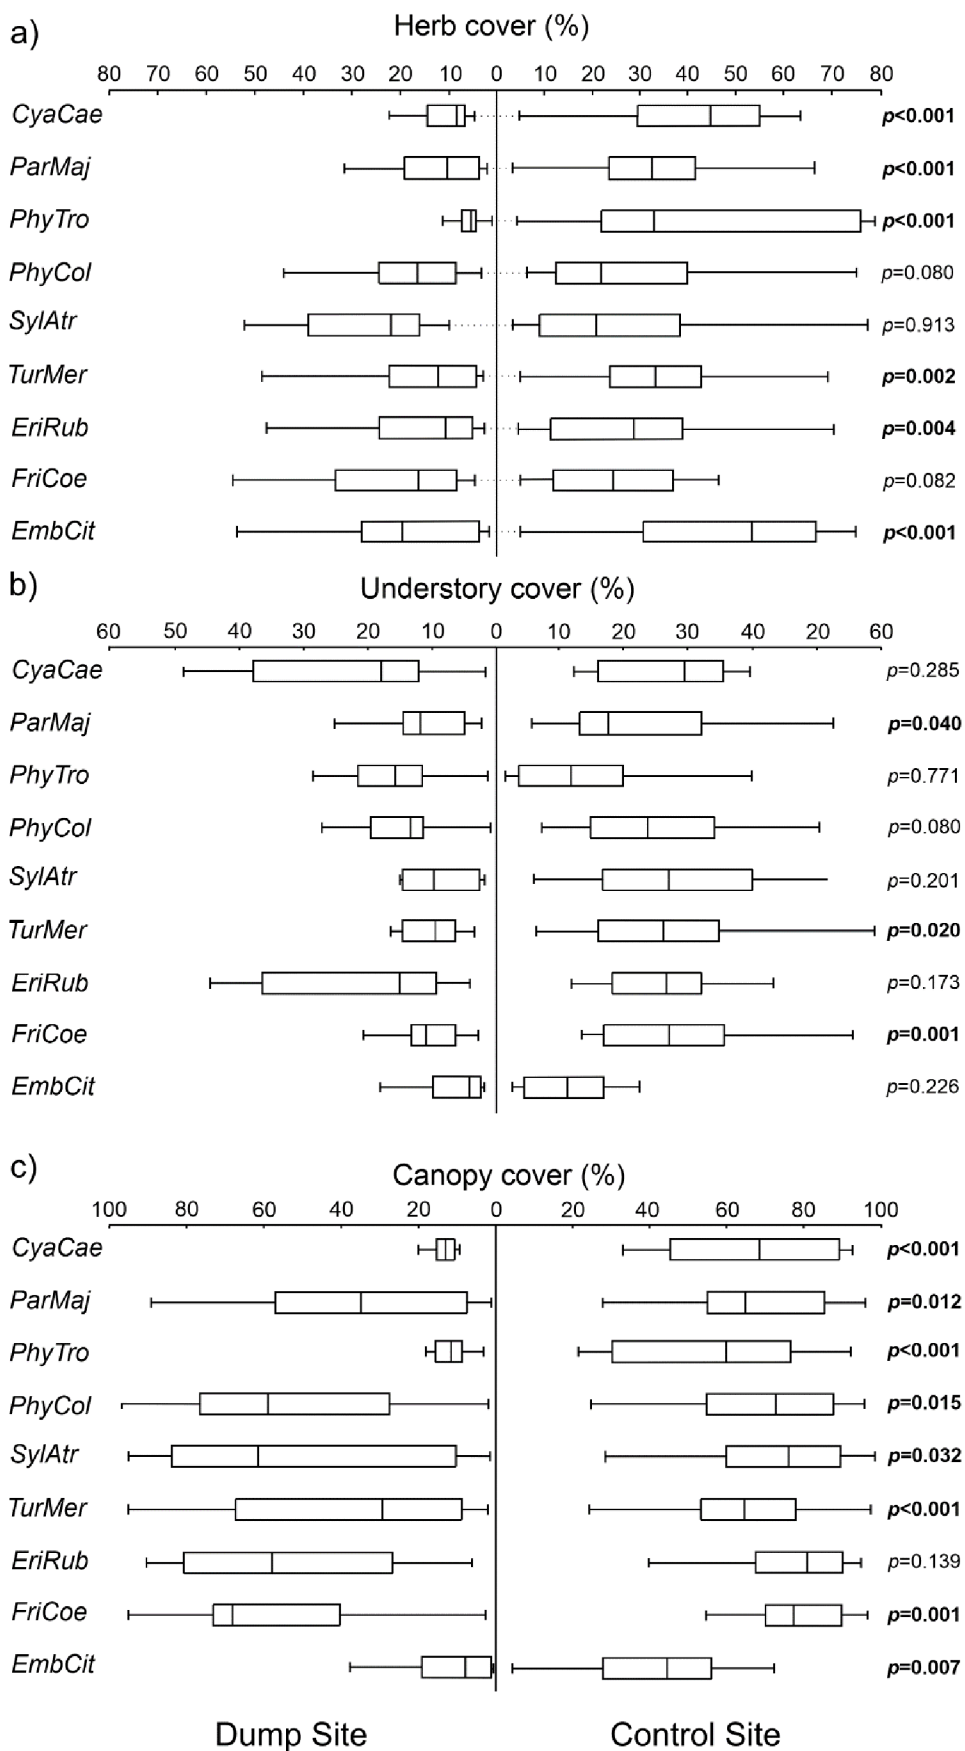 a)
Herb cover (%)
80 70 60 50 40 30 20 10 0 10 20 30 40 50 60 70 80
CyaCae p<0.001
ParMaj p<0.001
PhyTro p<0.001
PhyCol p=0.080
SylAtr p=0.913
TurMer p=0.002
EriRub p=0.004
FriCoe p=0.082
EmbCit p<0.001
b)
Understory cover (%)
60 50 40 30 20 10 0 10 20 30 40 20 60
CyaCae p=0.285
ParMaj p=0.040
PhyTro p=0.771
PhyCol p=0.080
SylAtr p=0.201
TurMer p=0.020
EriRub p=0.173
FriCoe p=0.001
EmbCit p=0.226
c)
Canopy cover (%)
100 80 60 40 20 0 20 40 60 80 100
CyaCae p<0.001
ParMaj p=0.012
PhyTro p<0.001
PhyCol p=0.015
SylAtr p=0.032
TurMer p<0.001
EriRub p=0.139
FriCoe p=0.001
EmbCit p=0.007
Dump Site Control Site